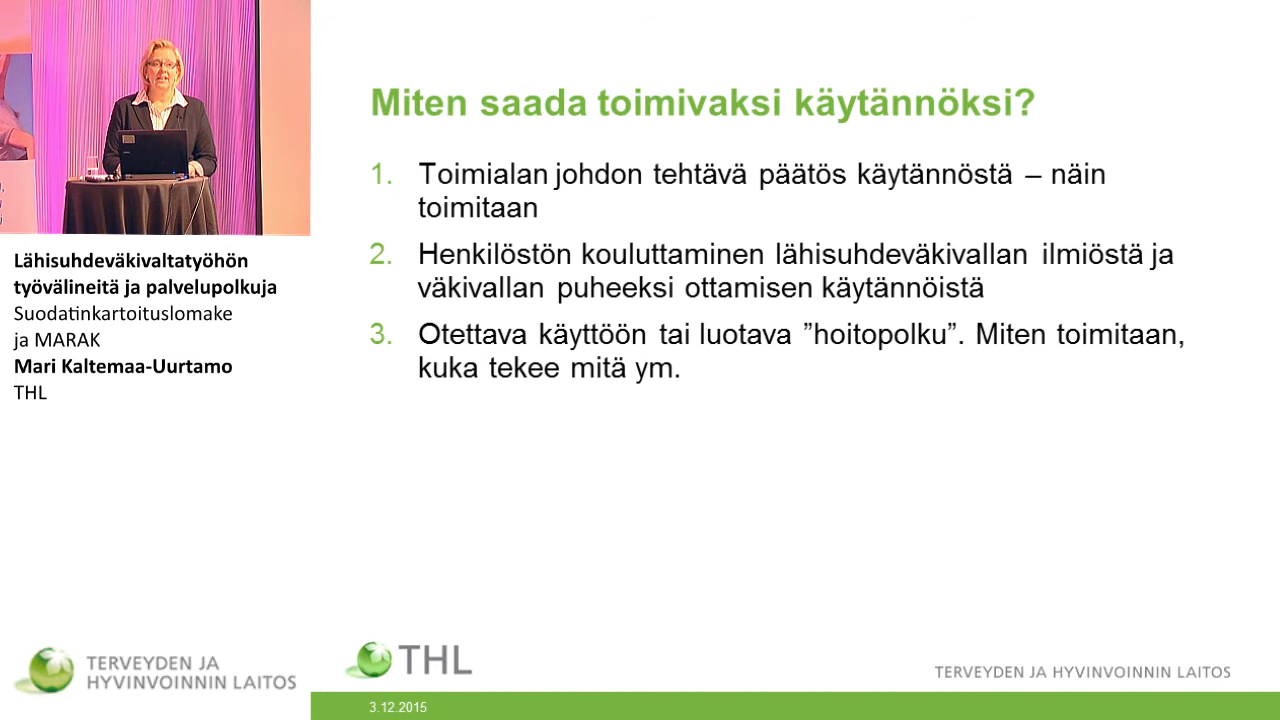 Lähisuhdeväkivaltatyöhön
työvälineitä ja palvelupolkuja
Suodatinkartoituslomake
ja MARAK
Mari Kaltemaa-Uurtamo
THL
TERVEYDEN JA
HYVINVOINNIN LAITOS
Miten saada toimivaksi käytännöksi?
1. Toimialan johdon tehtävä päätös käytännöstä – näin
toimitaan
2. Henkilöstön kouluttaminen lähisuhdeväkivallan ilmiöstä ja
väkivallan puheeksi ottamisen käytännöistä
3. Otettava käyttöön tai luotava ”hoitopolku”. Miten toimitaan,
kuka tekee mitä ym.
THL
TERVEYDEN JA HYVINVOINNIN LAITOS
3.12.2015